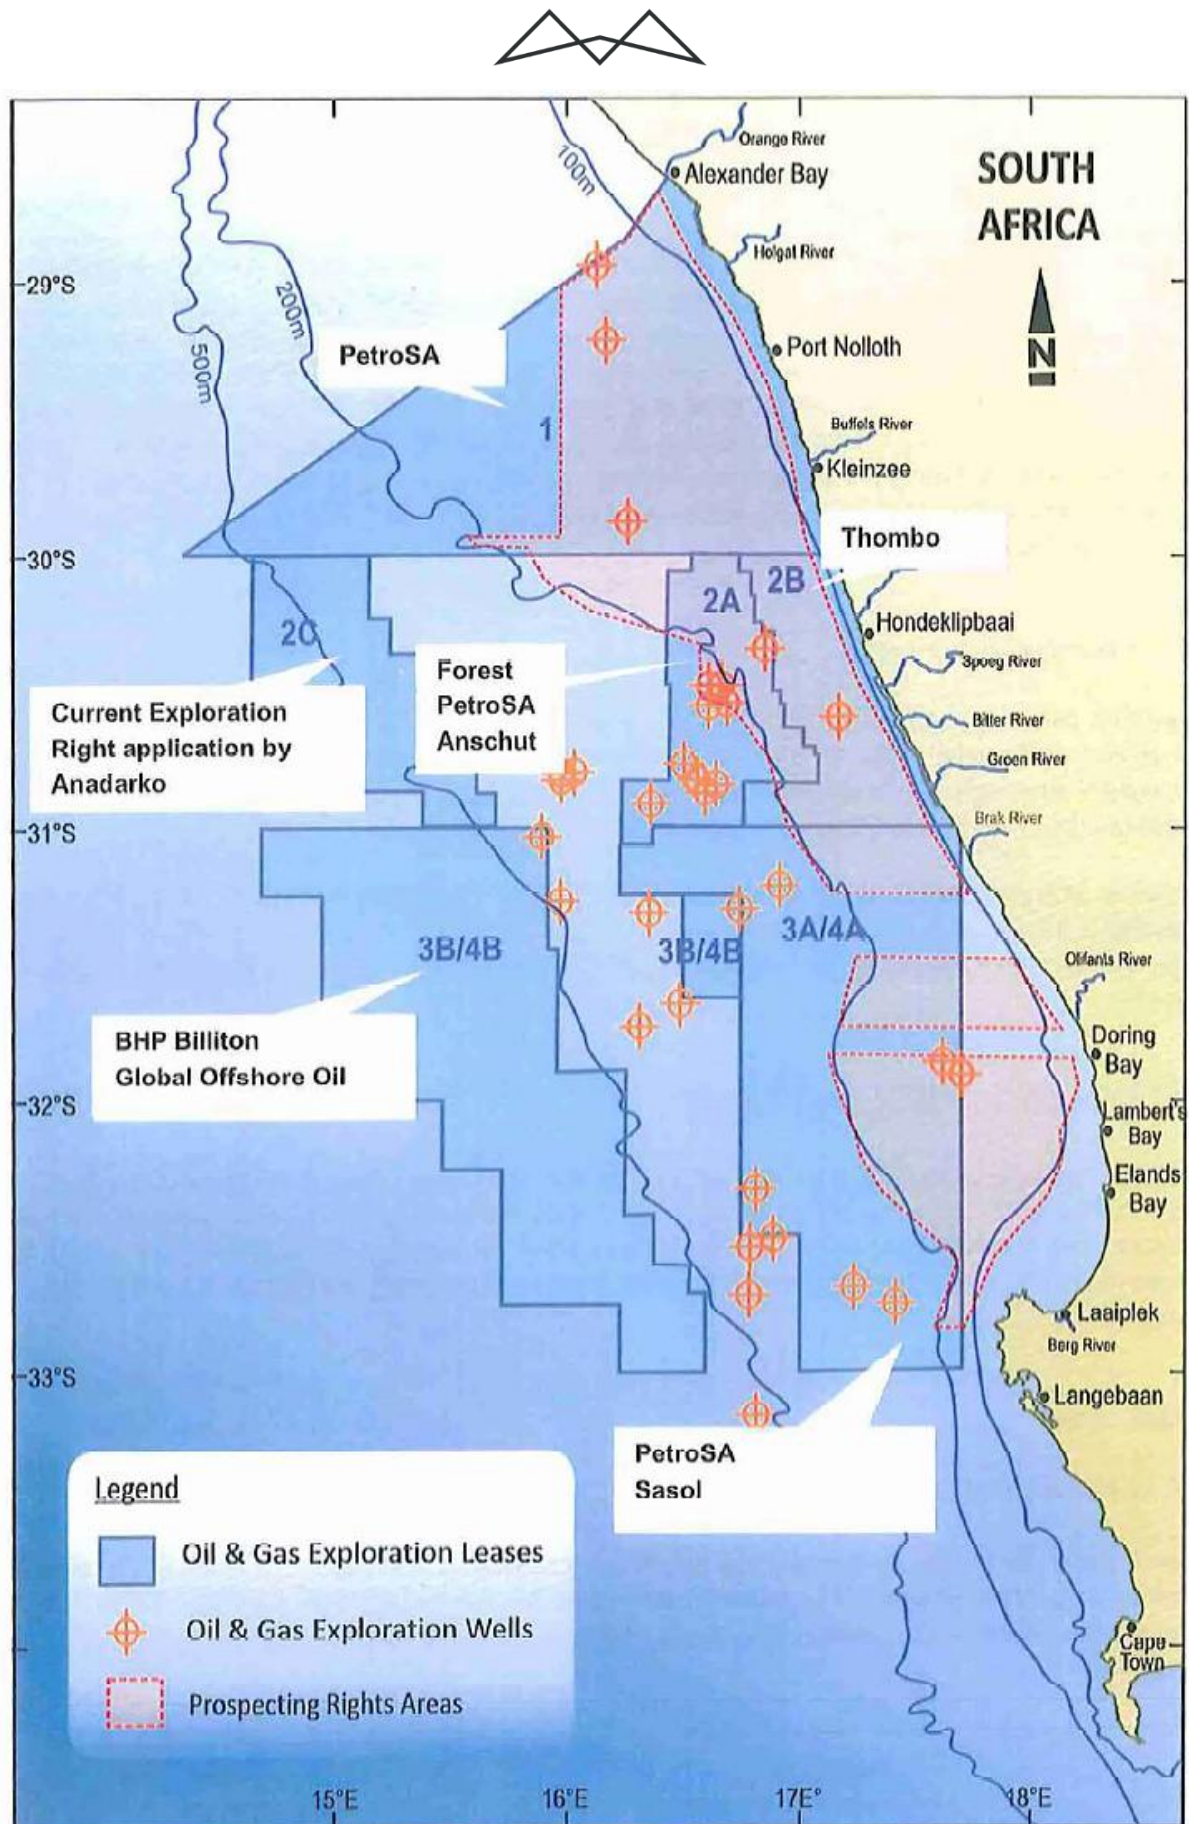 Orange River
Alexander Bay
SOUTH
AFRICA
100m
Holgat River
29°S
200m
500m
PetroSA
Port Nolloth
N
1
Buffels River
Kleinzee
30°S
Thombo
2A
2B
2C
Hondeklipbaai
Spoeg River
Forest
PetroSA
Anschut
Current Exploration
Right application by
Anadarko
Bitter River
Groen River
Brak River
31°S
3B/4B
3B/4B
3A/4A
Olifants River
BHP Billiton
Global Offshore Oil
Doring
Bay
32°S
Lambert's
Bay
Elands
Bay
Laaiplek
Berg River
33°S
Langebaan
PetroSA
Sasol
Legend
Oil & Gas Exploration Leases
Oil & Gas Exploration Wells
Prospecting Rights Areas
Cape
Town
15°E
16°E
17°E
18°E